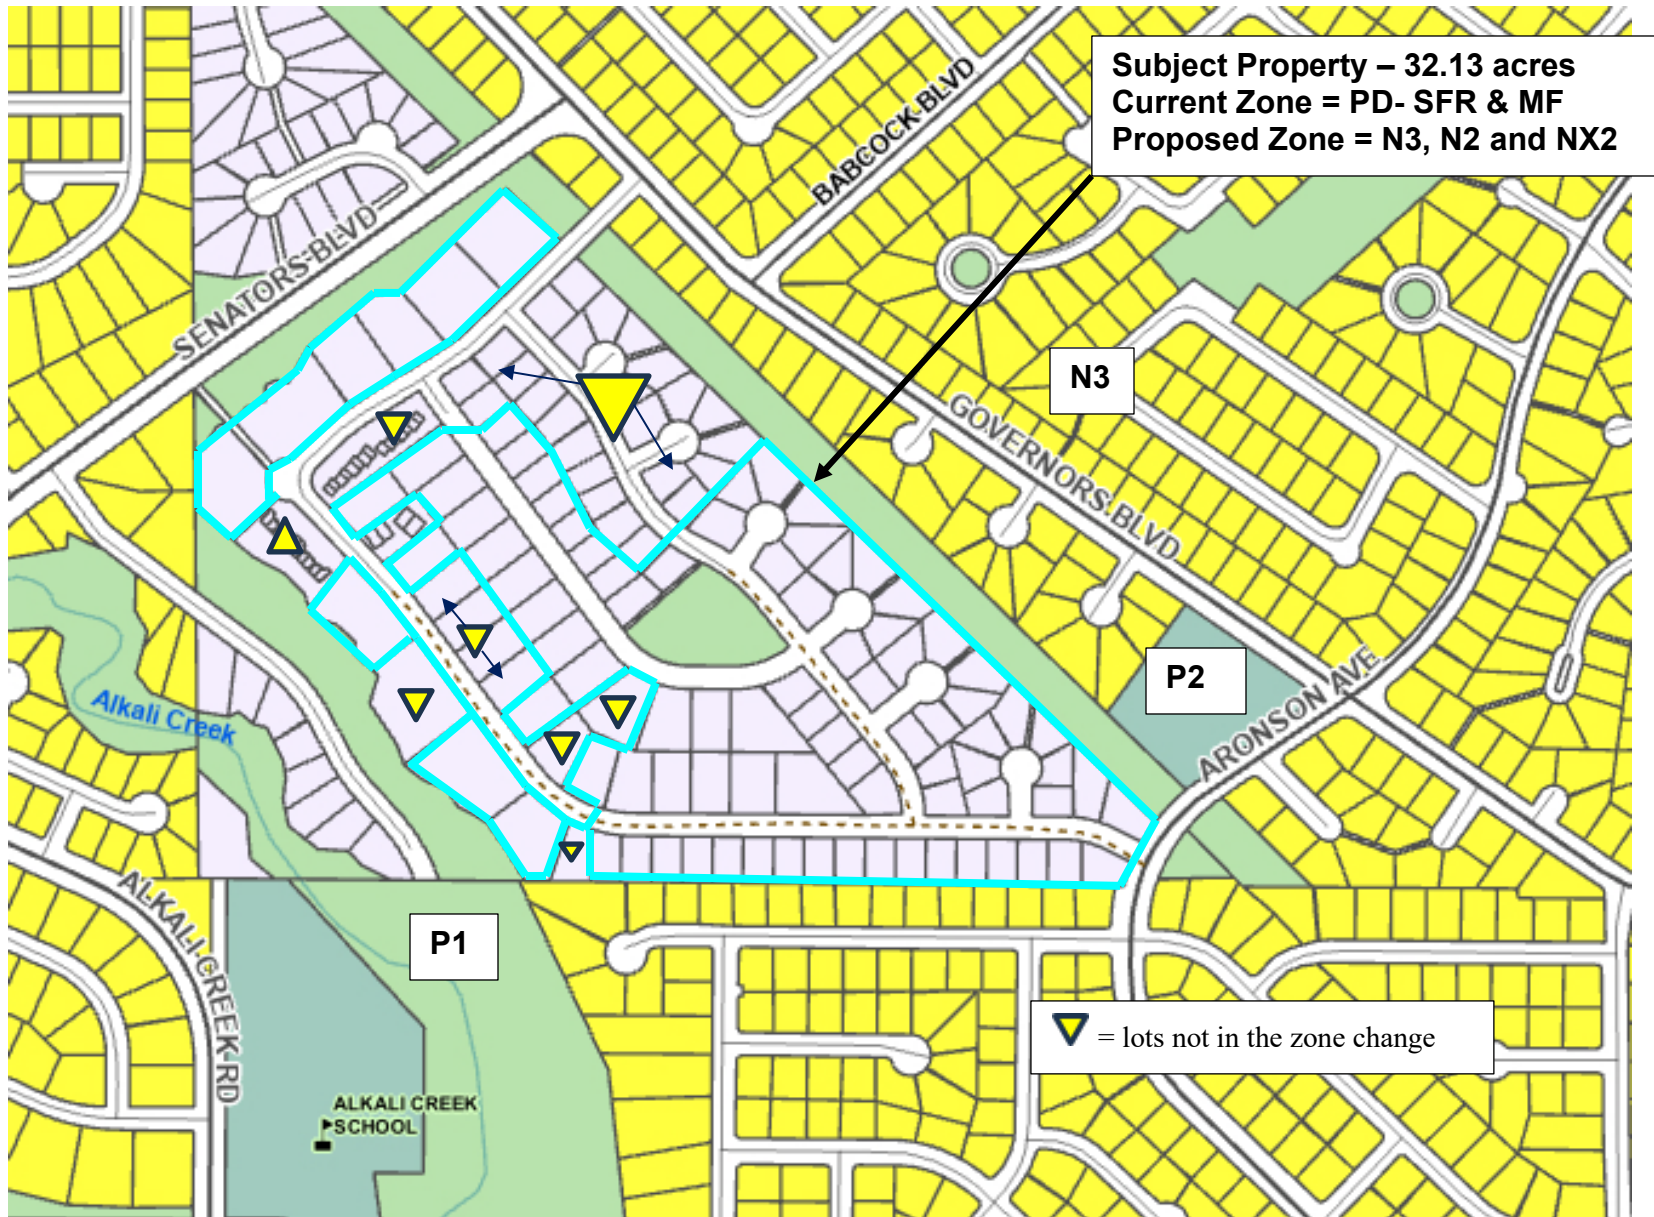 Subject Property – 32.13 acres
Current Zone = PD- SFR & MF
Proposed Zone = N3, N2 and NX2
BABCOCK-BLVD
SENATORS-BLVD
N3
GOVERNORS-BLVD
P2
ARONSON AVE
Alkali Creek
ALKALI-CREEK-RD
P1
= lots not in the zone change
ALKALI CREEK
SCHOOL